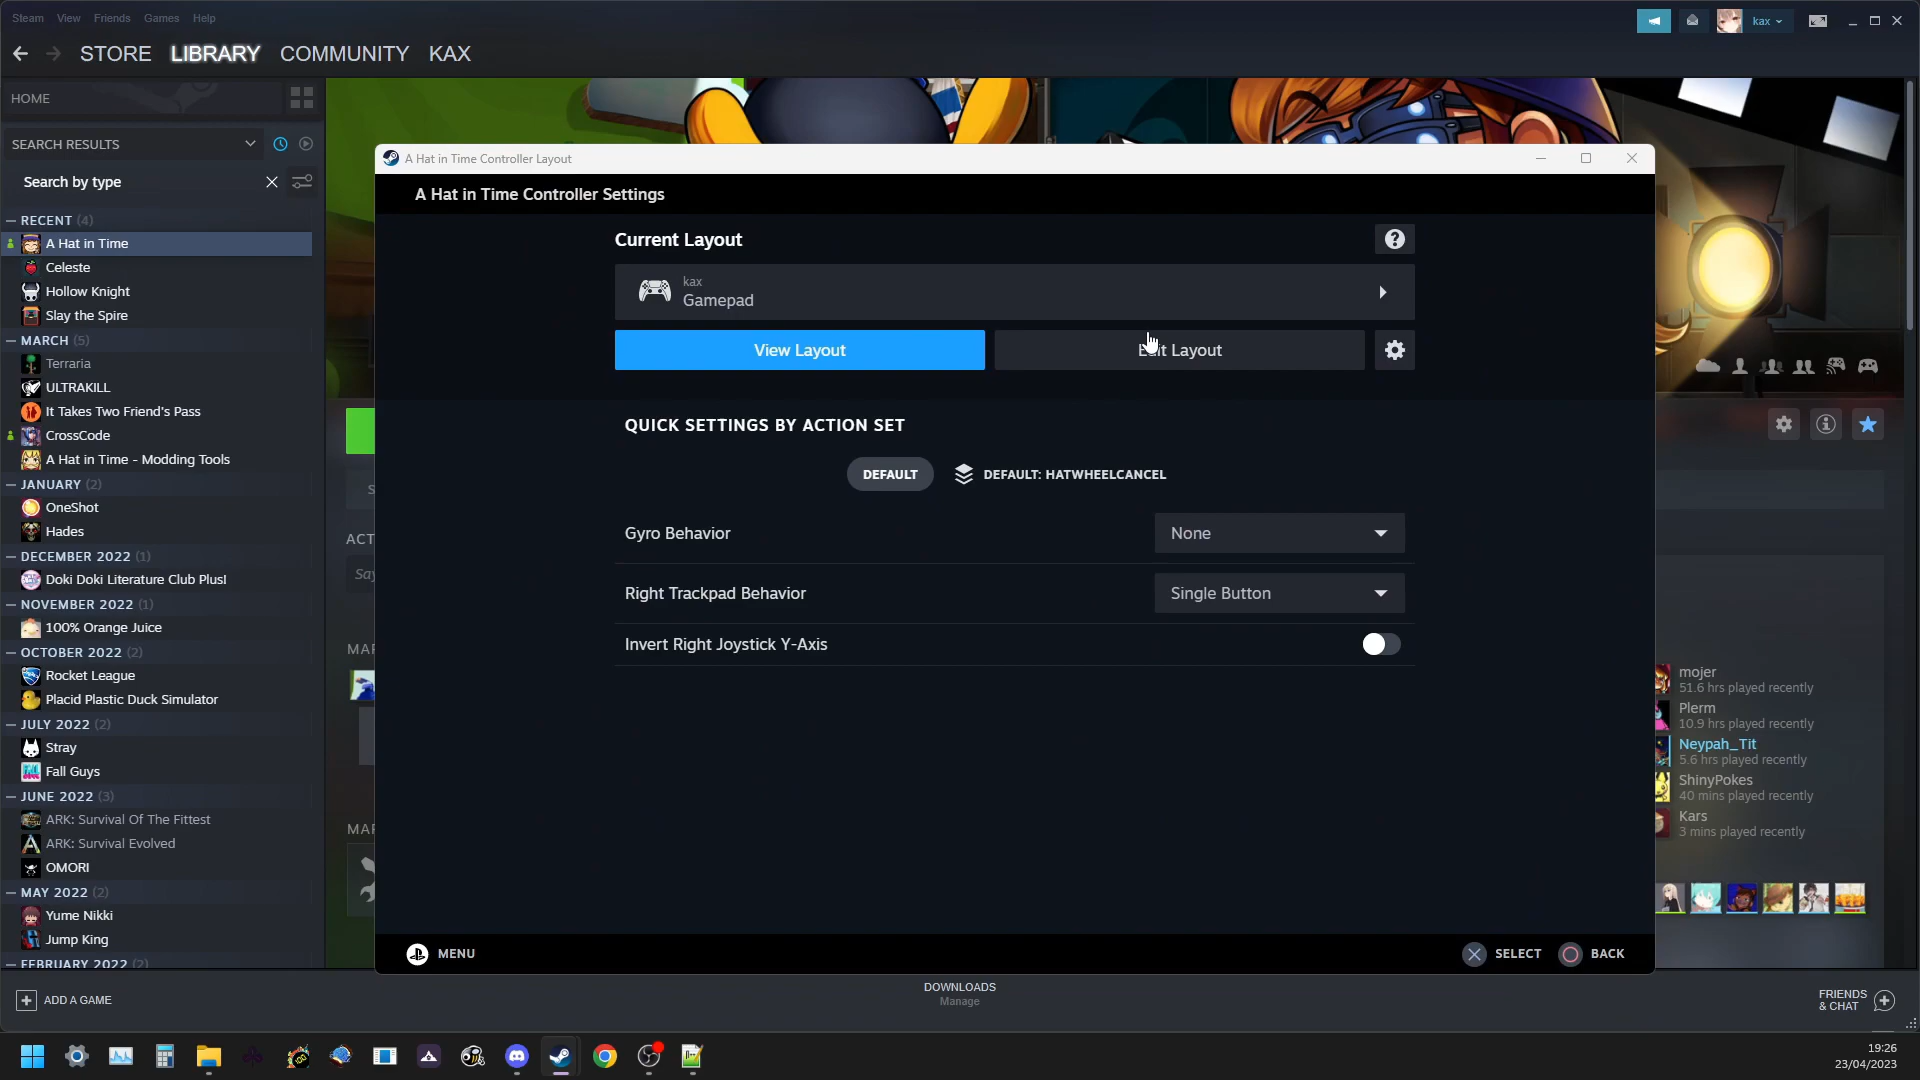 Steam View Friends Games Help
kax
STORE LIBRARY COMMUNITY KAX
HOME
SEARCH RESULTS
Search by type
— RECENT (4)
A Hat in Time
Celeste
Hollow Knight
Slay the Spire
— MARCH (5)
Terraria
ULTRAKILL
It Takes Two Friend's Pass
CrossCode
A Hat in Time - Modding Tools
— JANUARY (2)
OneShot
Hades
— DECEMBER 2022 (1)
Doki Doki Literature Club Plus!
— NOVEMBER 2022 (1)
100% Orange Juice
— OCTOBER 2022 (2)
Rocket League
Placid Plastic Duck Simulator
— JULY 2022 (2)
Stray
Fall Guys
— JUNE 2022 (3)
ARK: Survival Of The Fittest
ARK: Survival Evolved
OMORI
— MAY 2022 (2)
Yume Nikki
Jump King
— FEBRUARY 2022 (2)
A Hat in Time Controller Layout
A Hat in Time Controller Settings
Current Layout
kax
Gamepad
View Layout
Edit Layout
QUICK SETTINGS BY ACTION SET
DEFAULT
DEFAULT: HATWHEELCANCEL
Gyro Behavior
None
Right Trackpad Behavior
Single Button
Invert Right Joystick Y-Axis
MENU
SELECT
BACK
mojer
51.6 hrs played recently
Plerm
10.9 hrs played recently
Neypah_Tit
5.6 hrs played recently
ShinyPokes
40 mins played recently
Kars
3 mins played recently
ADD A GAME
DOWNLOADS
Manage
FRIENDS
& CHAT
19:26
23/04/2023